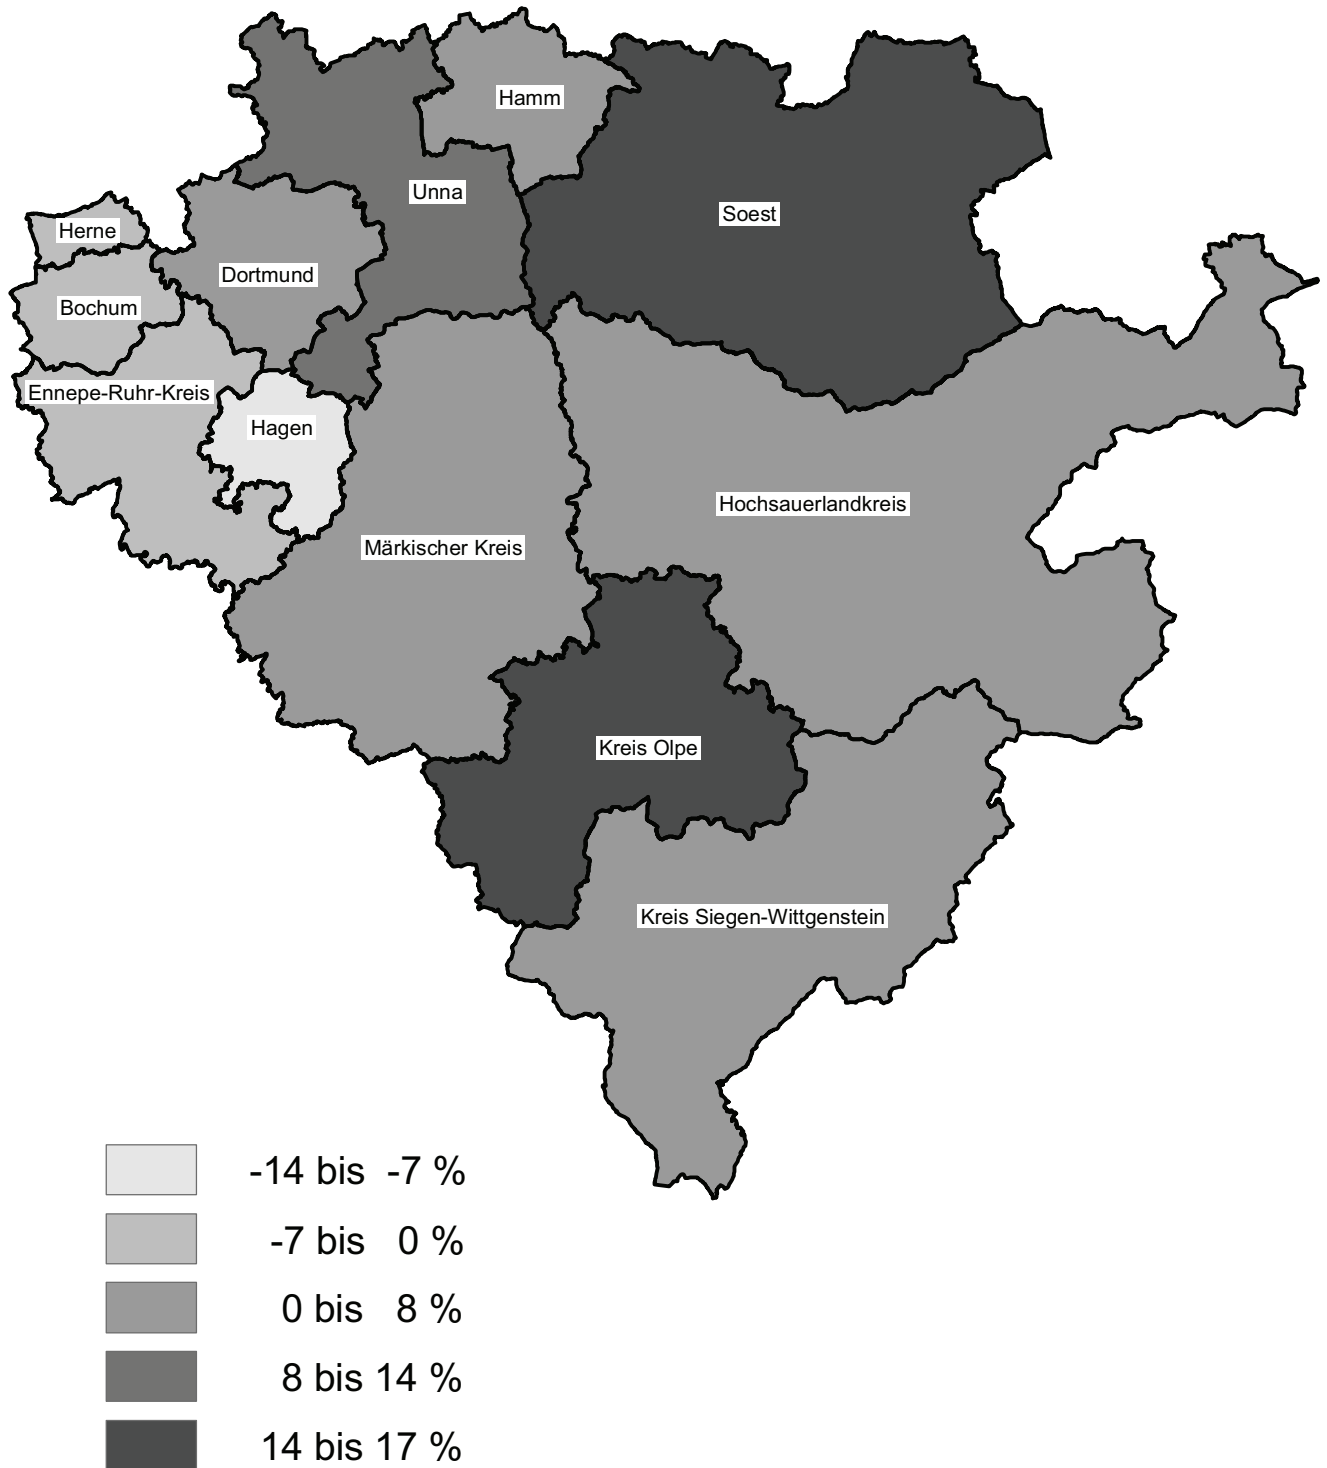 Hamm
Unna
Soest
Herne
Dortmund
Bochum
Ennepe-Ruhr-Kreis
Hagen
Hochsauerlandkreis
Märkischer Kreis
Kreis Olpe
Kreis Siegen-Wittgenstein
-14 bis -7 %
-7 bis 0 %
0 bis 8 %
8 bis 14 %
14 bis 17 %